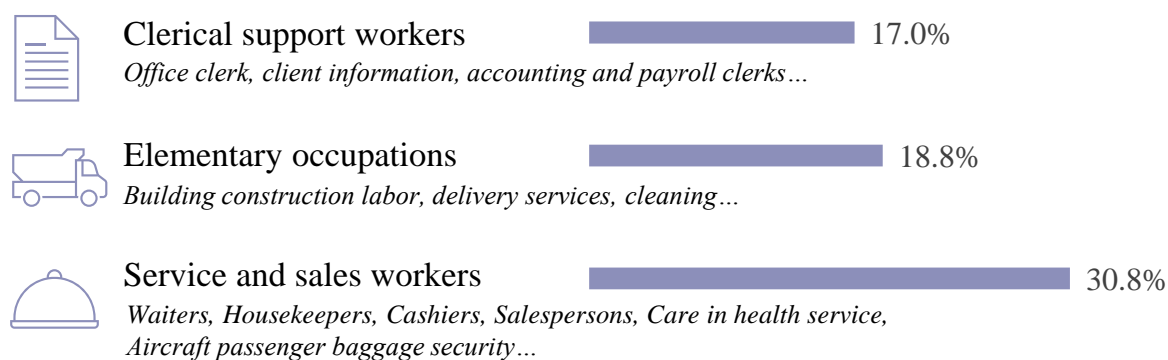 Clerical support workers 17.0%
Office clerk, client information, accounting and payroll clerks…
Elementary occupations 18.8%
Building construction labor, delivery services, cleaning…
Service and sales workers 30.8%
Waiters, Housekeepers, Cashiers, Salespersons, Care in health service,
Aircraft passenger baggage security…